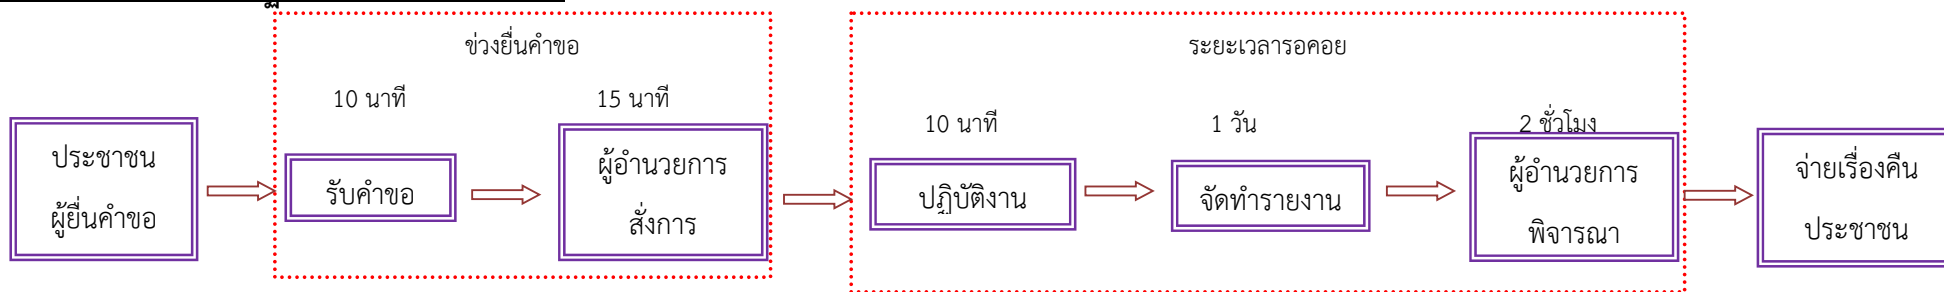 ข่วงยื่นคำขอ
ระยะเวลารอคอย
10 นาที
15 นาที
10 นาที
1 วัน
2 ชั่วโมง
ประชาชน
ผู้ยื่นคำขอ
รับคำขอ
ผู้อำนวยการ
สั่งการ
ปฏิบัติงาน
จัดทำรายงาน
ผู้อำนวยการ
พิจารณา
จ่ายเรื่องคืน
ประชาชน